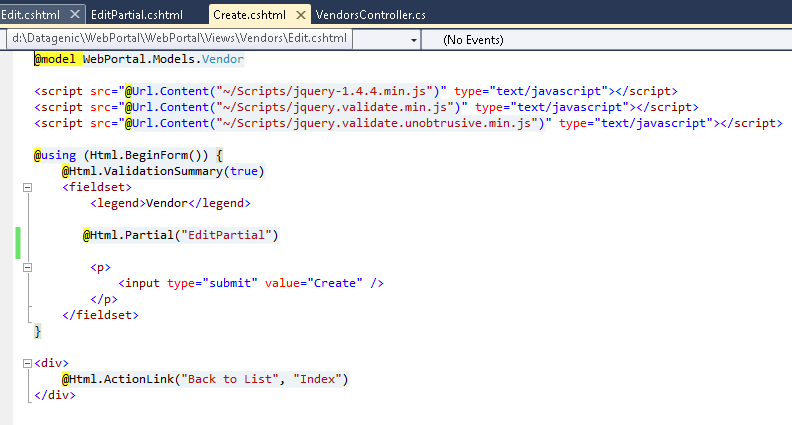 Edit.cshtml EditPartial.cshtml Create.cshtml VendorsController.cs
d:\Datagenic\WebPortal\WebPortal\Views\Vendors\Edit.cshtml (No Events)
@model WebPortal.Models.Vendor
<script src="@Url.Content("~/Scripts/jquery-1.4.4.min.js")" type="text/javascript"></script>
<script src="@Url.Content("~/Scripts/jquery.validate.min.js")" type="text/javascript"></script>
<script src="@Url.Content("~/Scripts/jquery.validate.unobtrusive.min.js")" type="text/javascript"></script>
@using (Html.BeginForm()) {
@Html.ValidationSummary(true)
<fieldset>
<legend>Vendor</legend>
@Html.Partial("EditPartial")
<p>
<input type="submit" value="Create" />
</p>
</fieldset>
}
<div>
@Html.ActionLink("Back to List", "Index")
</div>